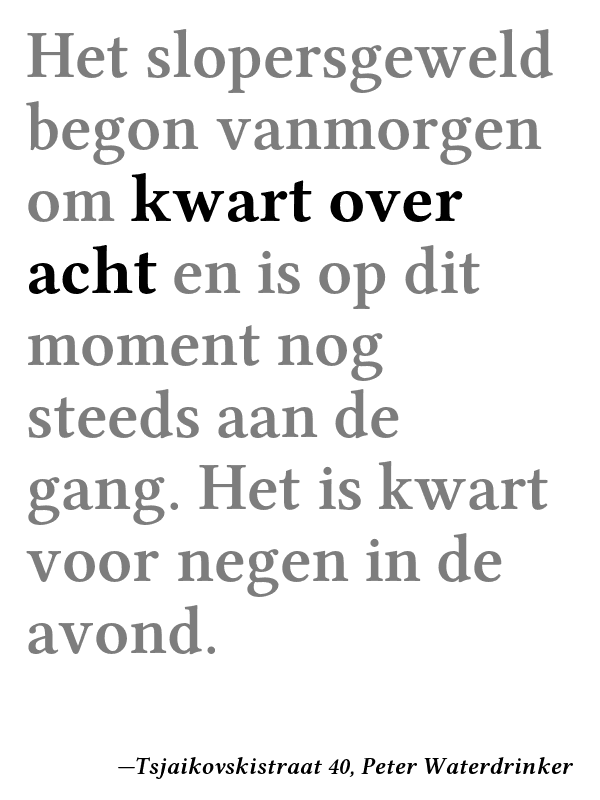 Het slopersgeweld
begon vanmorgen
om kwart over
acht en is op dit
moment nog
steeds aan de
gang. Het is kwart
voor negen in de
avond.
—Tsjaikovskistraat 40, Peter Waterdrinker